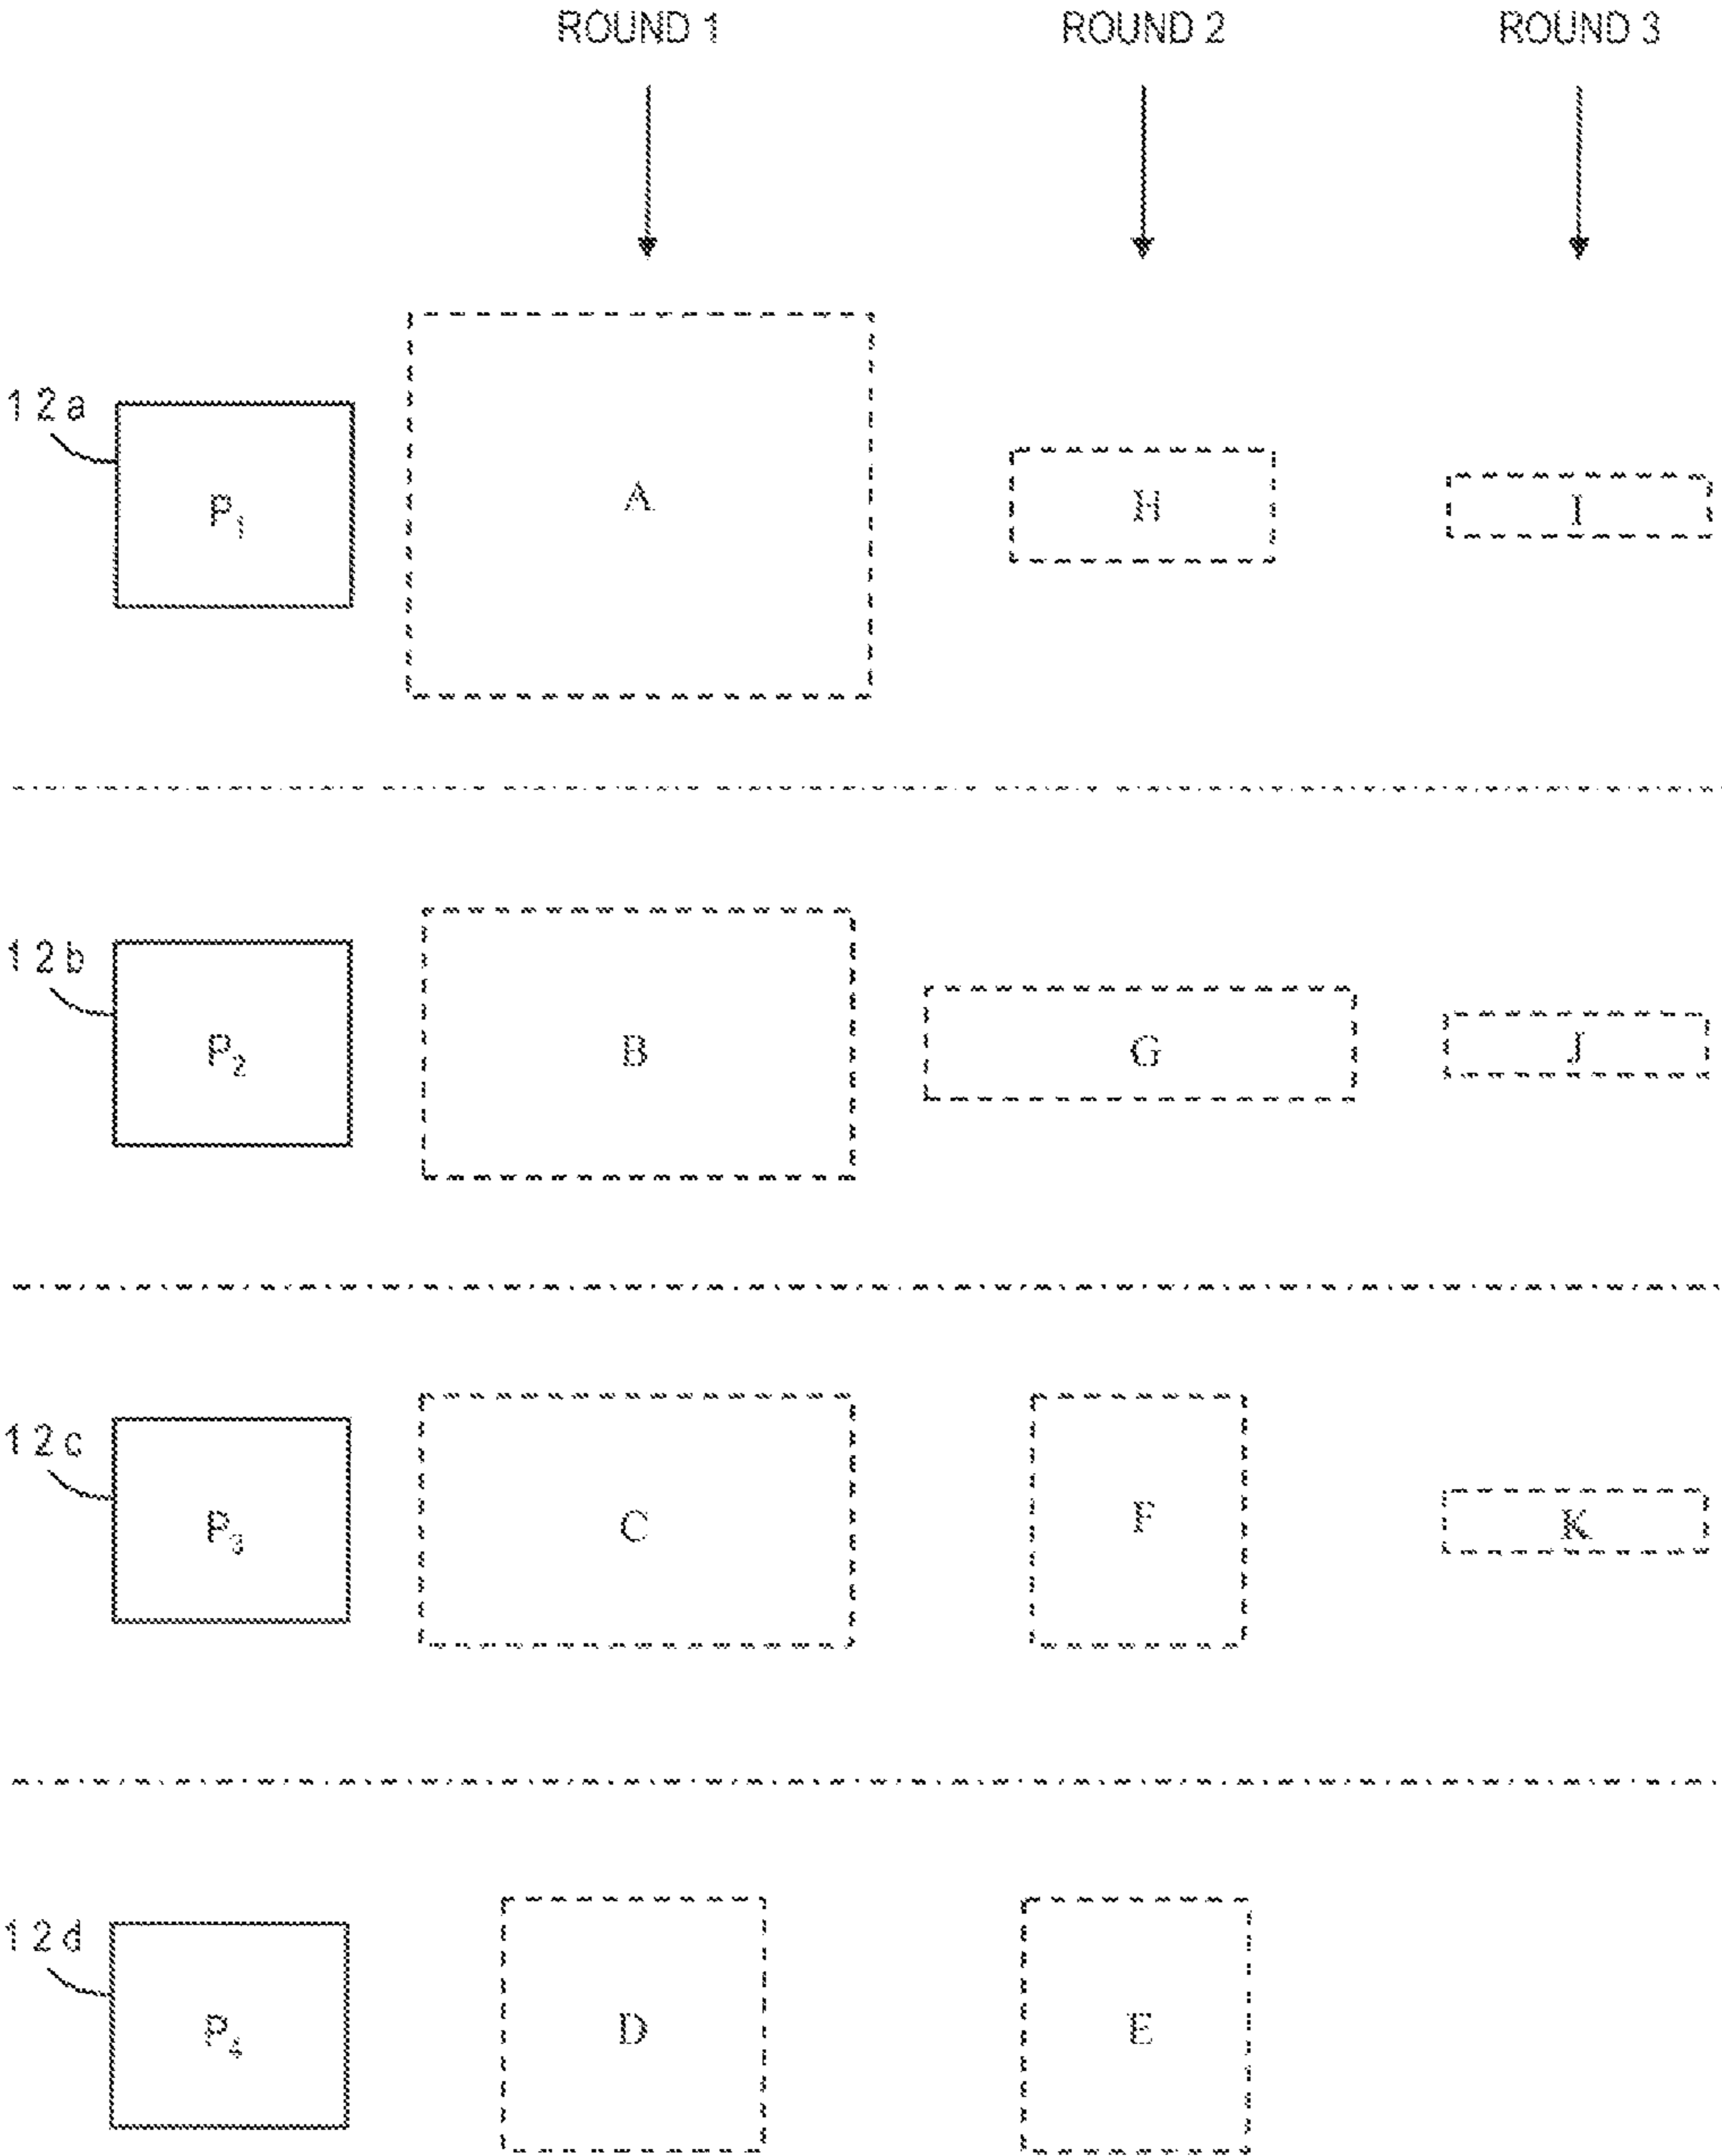 ROUND 1 ROUND 2 ROUND 3
12a
P1 A H I
12b
P2 B G J
12c
P3 C F K
12d
P4 D E